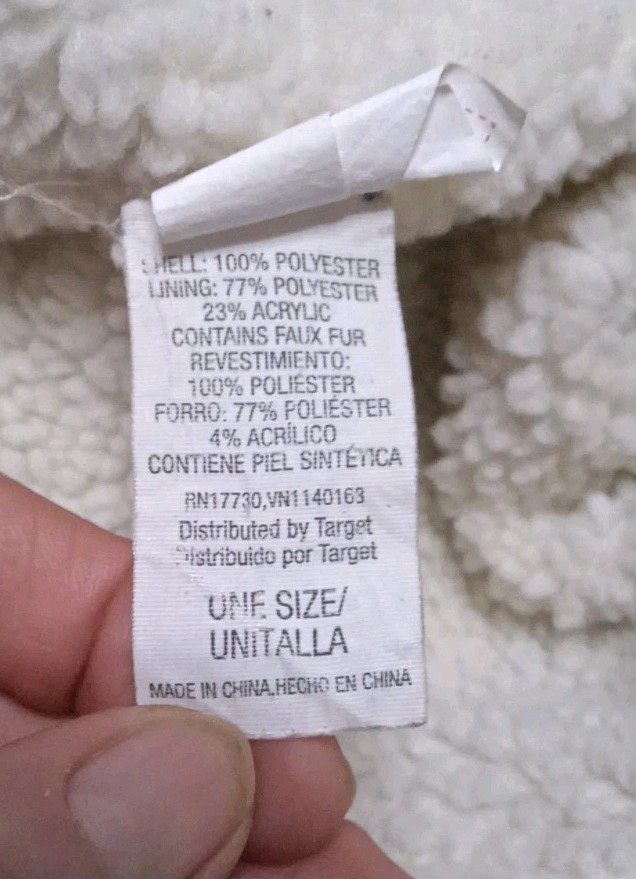 SHELL: 100% POLYESTER
LINING: 77% POLYESTER
23% ACRYLIC
CONTAINS FAUX FUR
REVESTIMIENTO:
100% POLIÉSTER
FORRO: 77% POLIÉSTER
4% ACRÍLICO
CONTIENE PIEL SINTÉTICA
RN17730,VN1140163
Distributed by Target
Distribuido por Target
ONE SIZE/
UNITALLA
MADE IN CHINA.HECHO EN CHINA